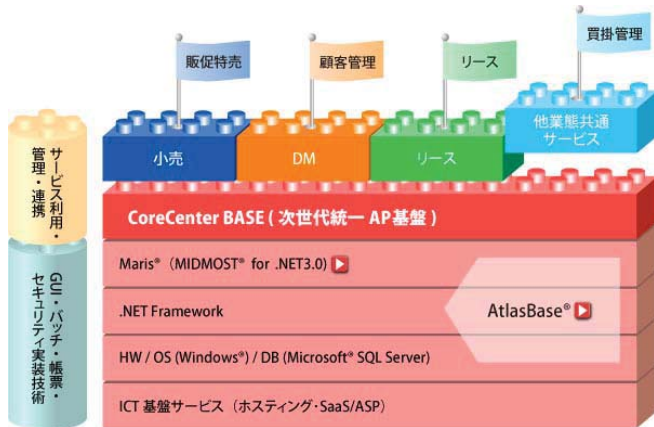 販促特売
顧客管理
リース
買掛管理
小売
DM
リース
他業態共通
サービス
サービス利用・
管理・連携
GUI・バッチ・帳票・
セキュリティ実装技術
CoreCenter BASE ( 次世代統一 AP基盤 )
Maris® (MIDMOST® for .NET3.0)
.NET Framework
AtlasBase®
HW / OS (Windows®) / DB (Microsoft® SQL Server)
ICT 基盤サービス (ホスティング・SaaS/ASP)